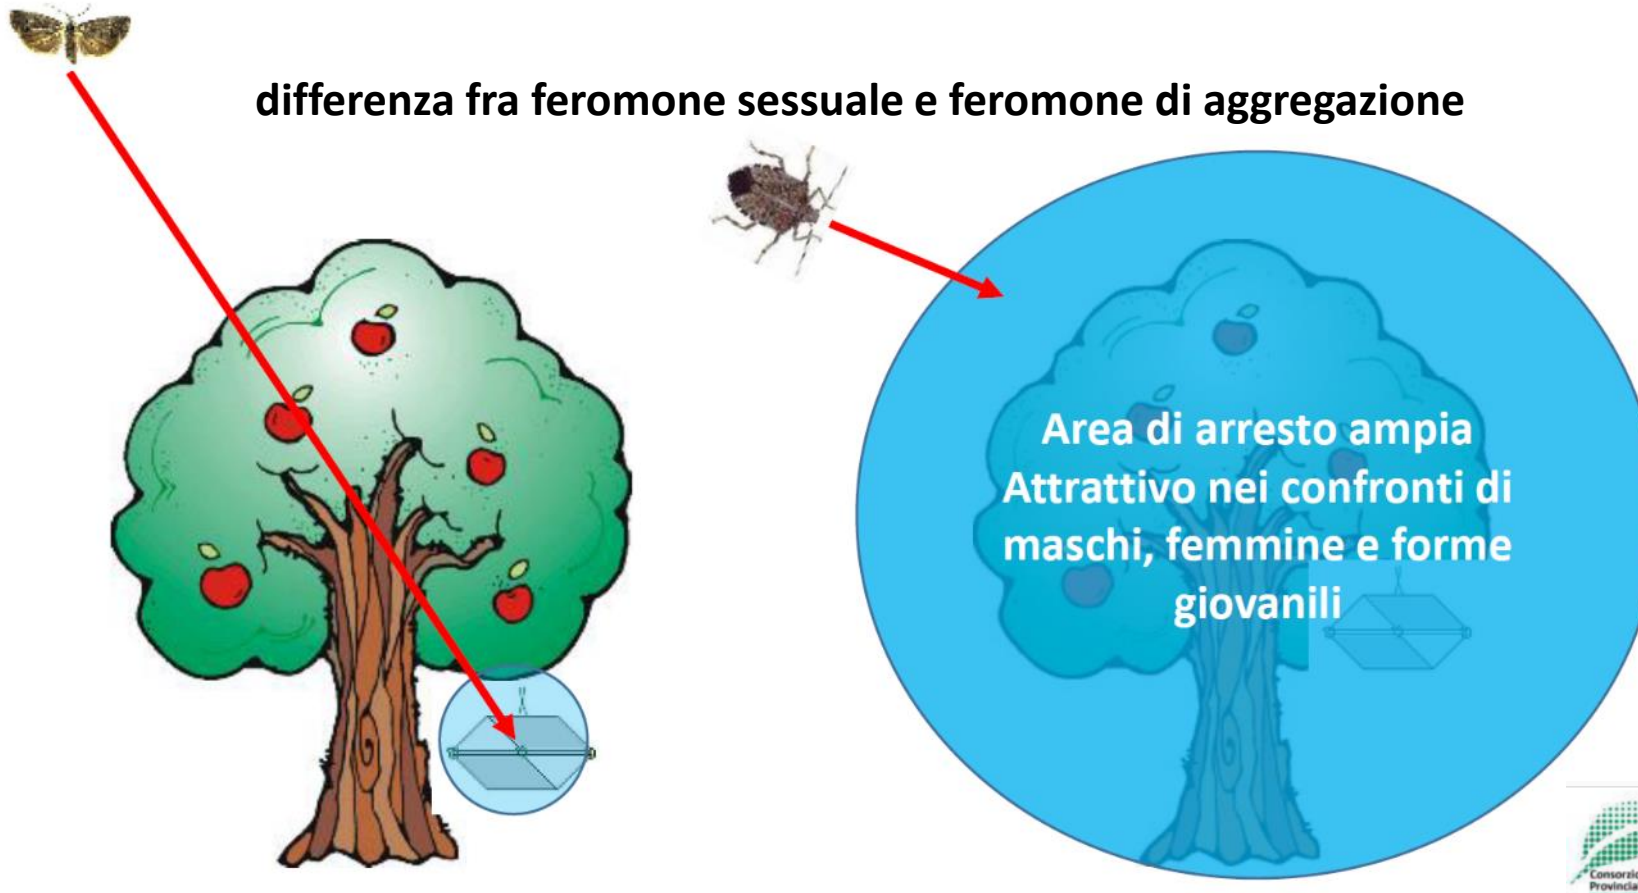 differenza fra feromone sessuale e feromone di aggregazione
Area di arresto ampia
Attrattivo nei confronti di
maschi, femmine e forme
giovanili
Consorzio